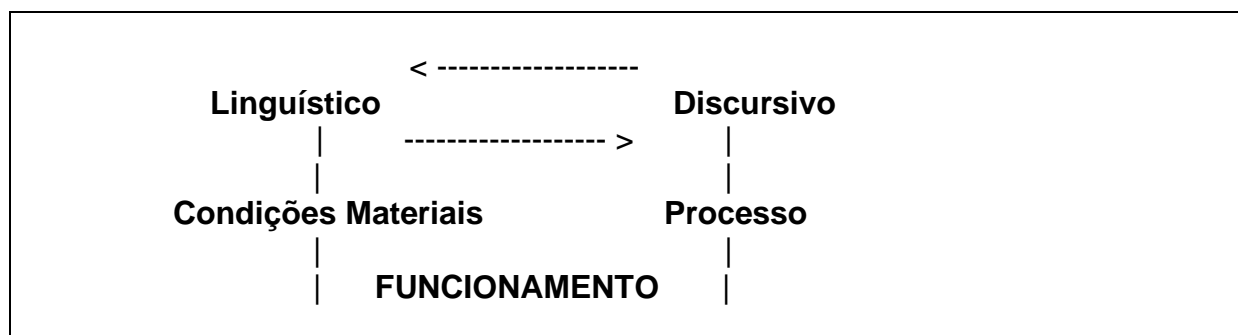 < -------------------
Linguístico Discursivo
| ------------------- > |
| |
Condições Materiais Processo
| |
| FUNCIONAMENTO |